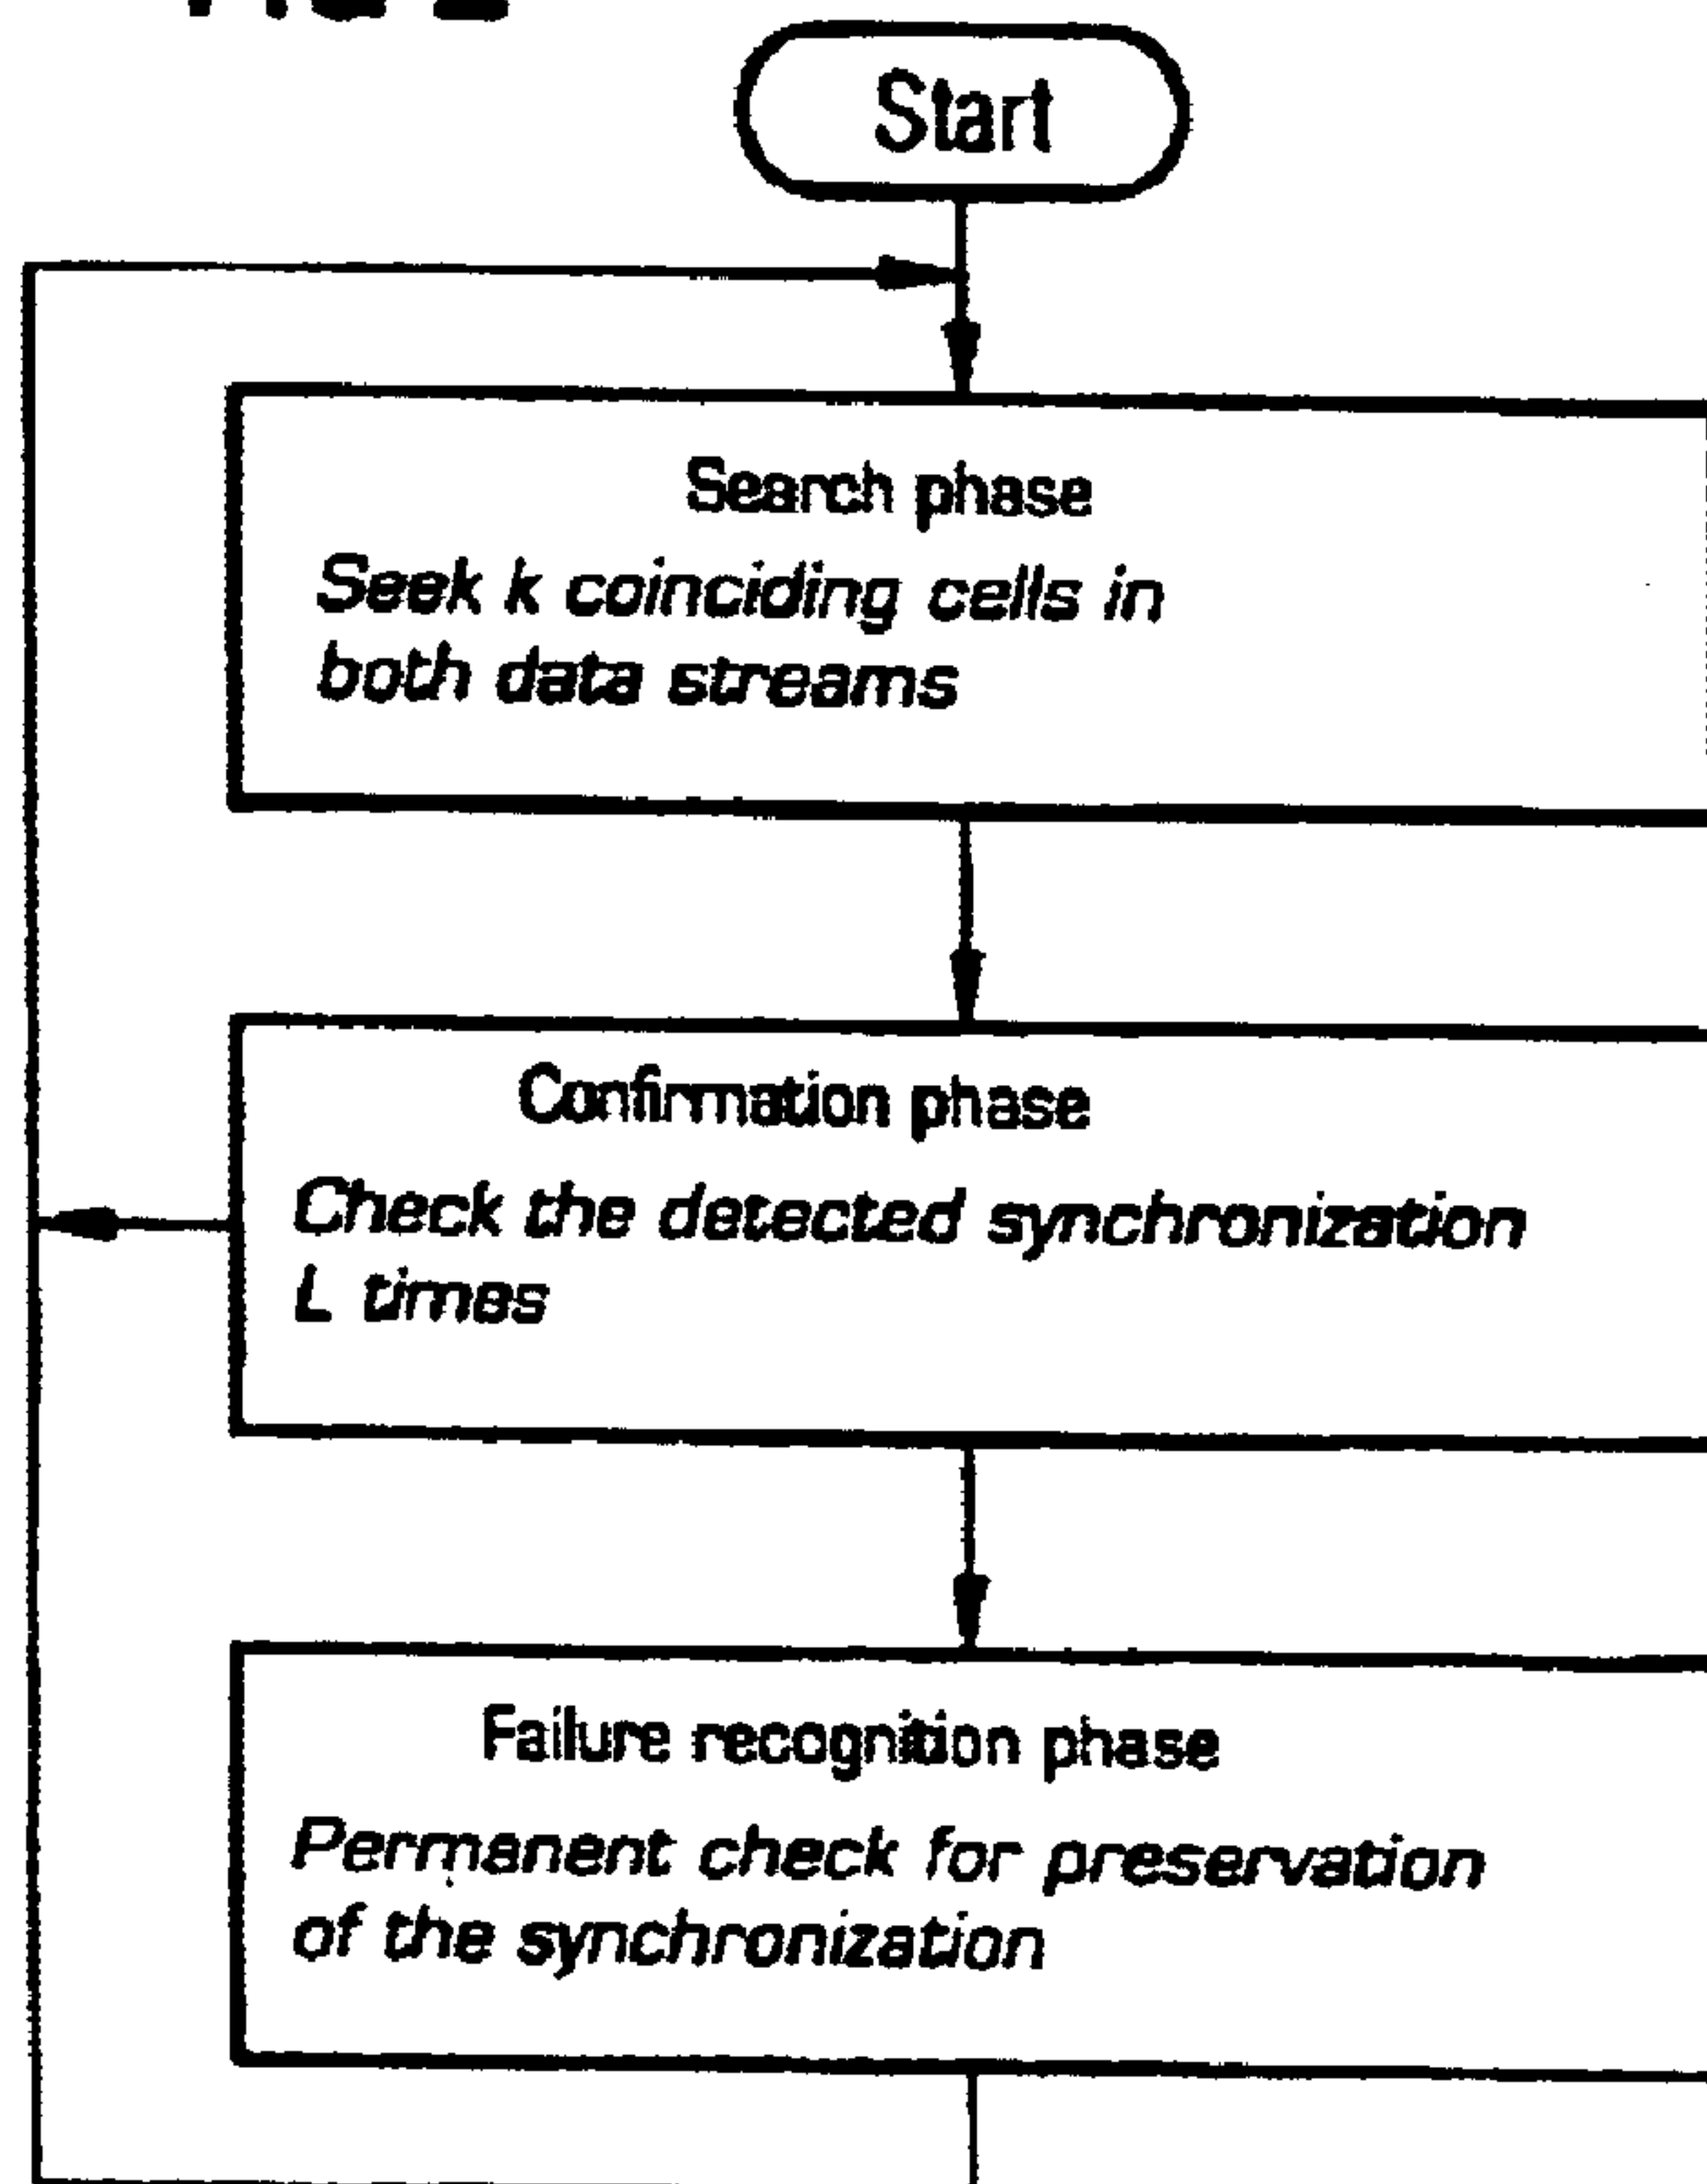 Start
Search phase
Seek k coinciding cells in
both data streams
Confirmation phase
Check the detected synchronization
L times
Failure recognition phase
Permanent check for preservation
of the synchronization